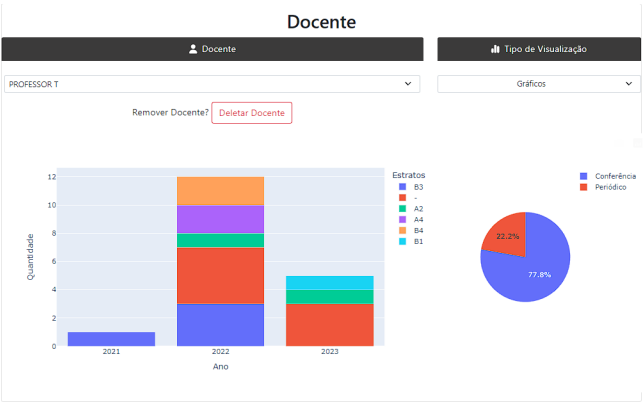 Docente
Docente
Tipo de Visualização
PROFESSOR T
Gráficos
Remover Docente? Deletar Docente
Estratos
B3
-
A2
A4
B4
B1
Conferência
Periódico
12
10
8
6
4
2
0
Quantidade
2021
2022
2023
Ano
22.2%
77.8%